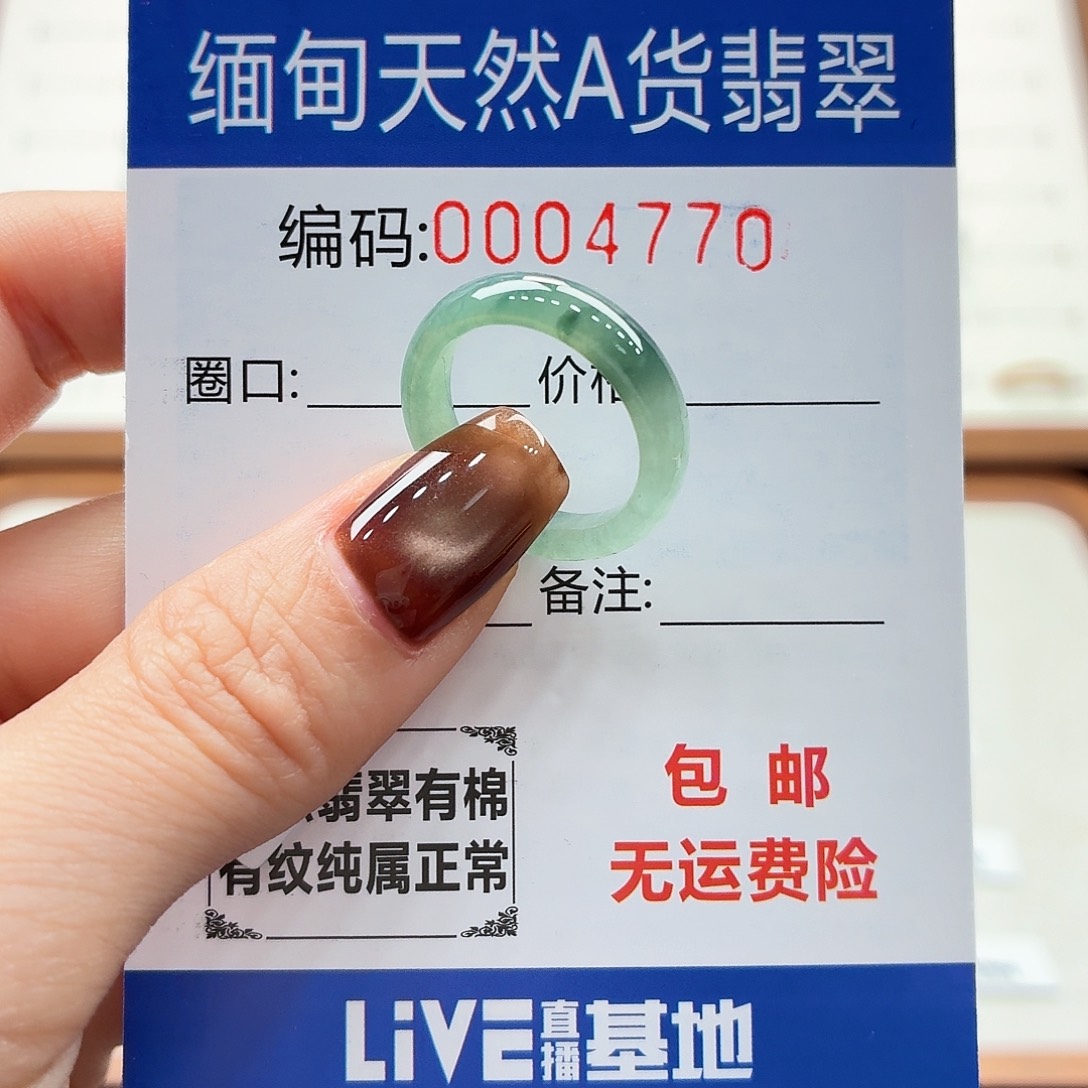 缅甸天然A货翡翠
编码:0004770
圈口: 价格
备注:
翡翠有棉
有纹纯属正常
包 邮
无运费险
LiVE直播基地